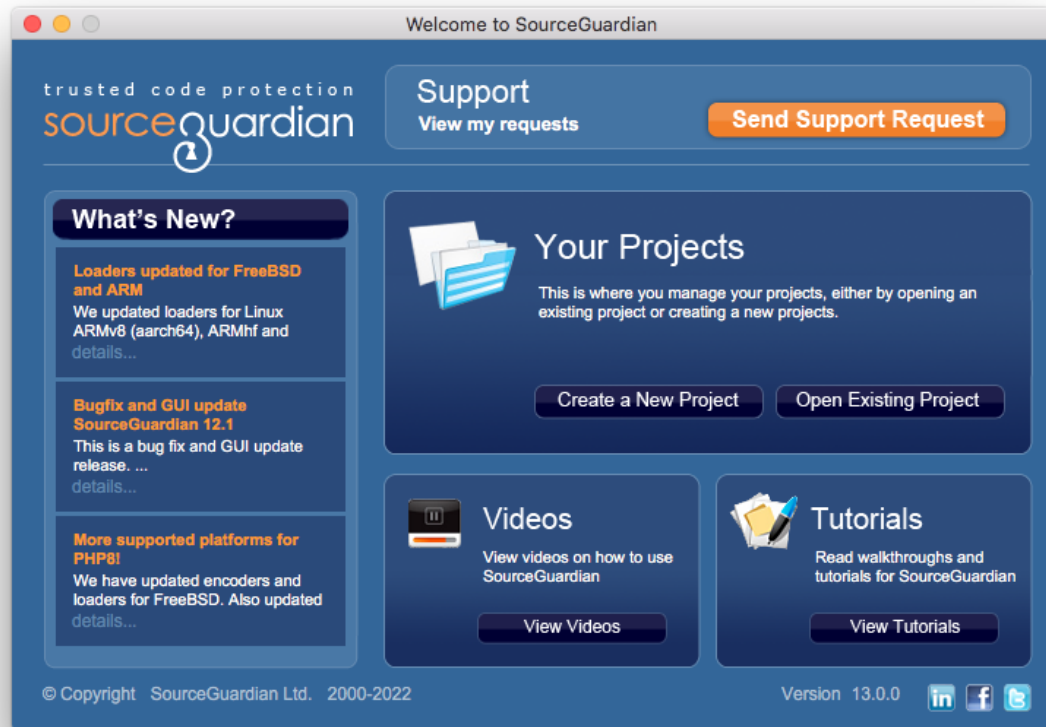 Welcome to SourceGuardian
trusted code protection
sourceguardian
Support
View my requests
Send Support Request
What's New?
Loaders updated for FreeBSD
and ARM
We updated loaders for Linux
ARMv8 (aarch64), ARMhf and
details...
Bugfix and GUI update
SourceGuardian 12.1
This is a bug fix and GUI update
release. ...
details...
More supported platforms for
PHP8!
We have updated encoders and
loaders for FreeBSD. Also updated
details...
Your Projects
This is where you manage your projects, either by opening an
existing project or creating a new projects.
Create a New Project
Open Existing Project
Videos
View videos on how to use
SourceGuardian
View Videos
Tutorials
Read walkthroughs and
tutorials for SourceGuardian
View Tutorials
© Copyright SourceGuardian Ltd. 2000-2022
Version 13.0.0
in
f